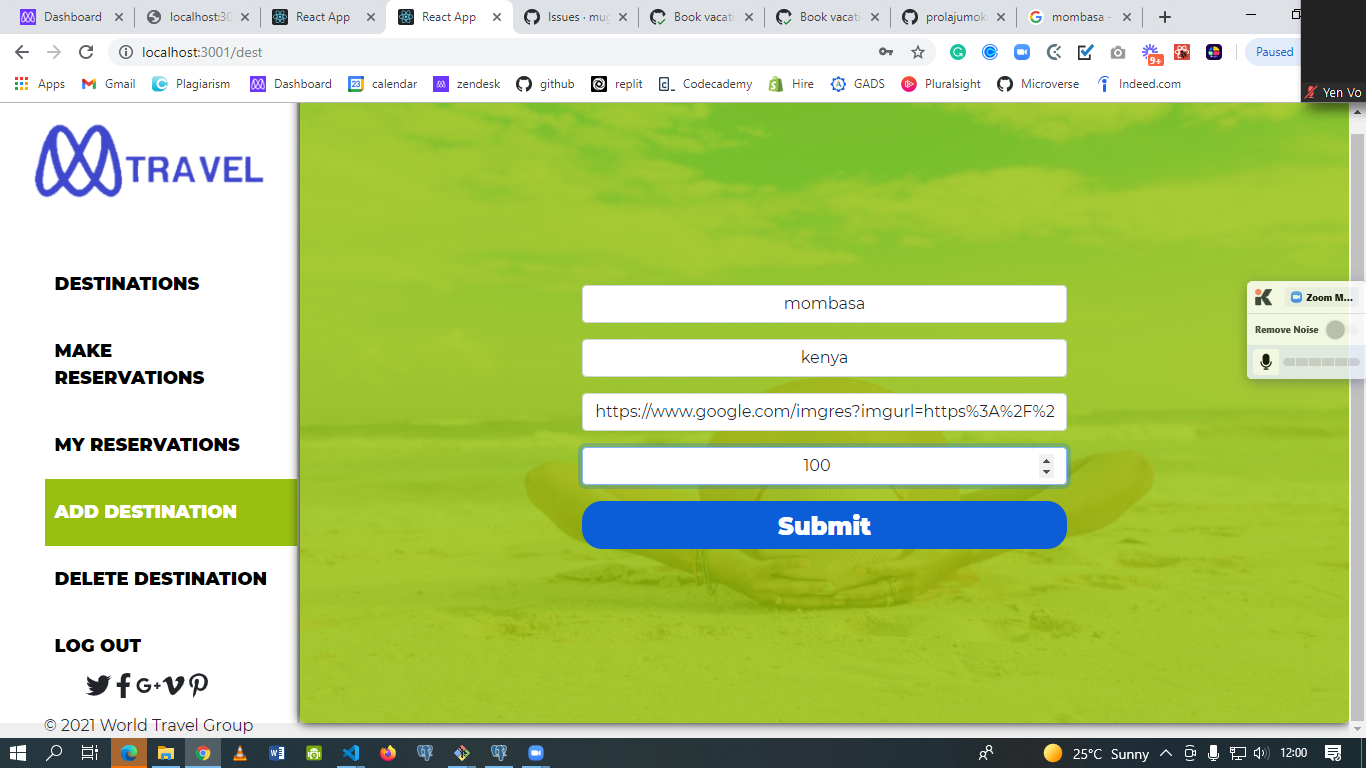 Dashboard
localhost:30
React App
React App
Issues · mug
Book vacati
Book vacati
prolajumok
mombasa -
localhost:3001/dest
9+
Paused
Apps
Gmail
Plagiarism
Dashboard
calendar
zendesk
github
replit
Codecademy
Hire
GADS
Pluralsight
Microverse
Indeed.com
Yen Vo
TRAVEL
DESTINATIONS
MAKE
RESERVATIONS
MY RESERVATIONS
ADD DESTINATION
DELETE DESTINATION
LOG OUT
© 2021 World Travel Group
mombasa
kenya
https://www.google.com/imgres?imgurl=https%3A%2F%2
100
Submit
Zoom M...
Remove Noise
25°C Sunny
12:00